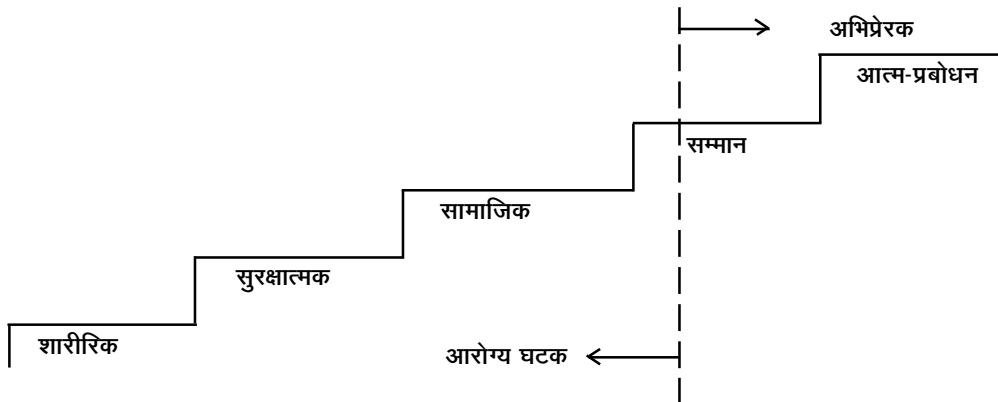 अभिप्रेरक
आत्म-प्रबोधन
सम्मान
सामाजिक
सुरक्षात्मक
शारीरिक
आरोग्य घटक